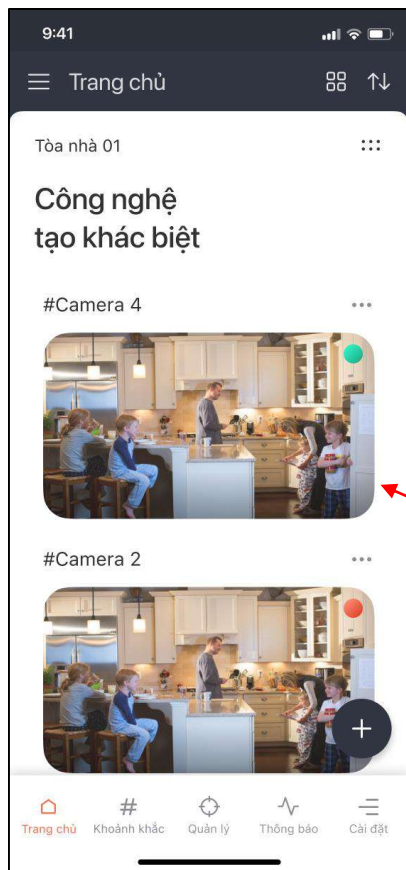 9:41
Trang chủ
Tòa nhà 01
Công nghệ
tạo khác biệt
#Camera 4
#Camera 2
Trang chủ
Khoảnh khắc
Quản lý
Thông báo
Cài đặt